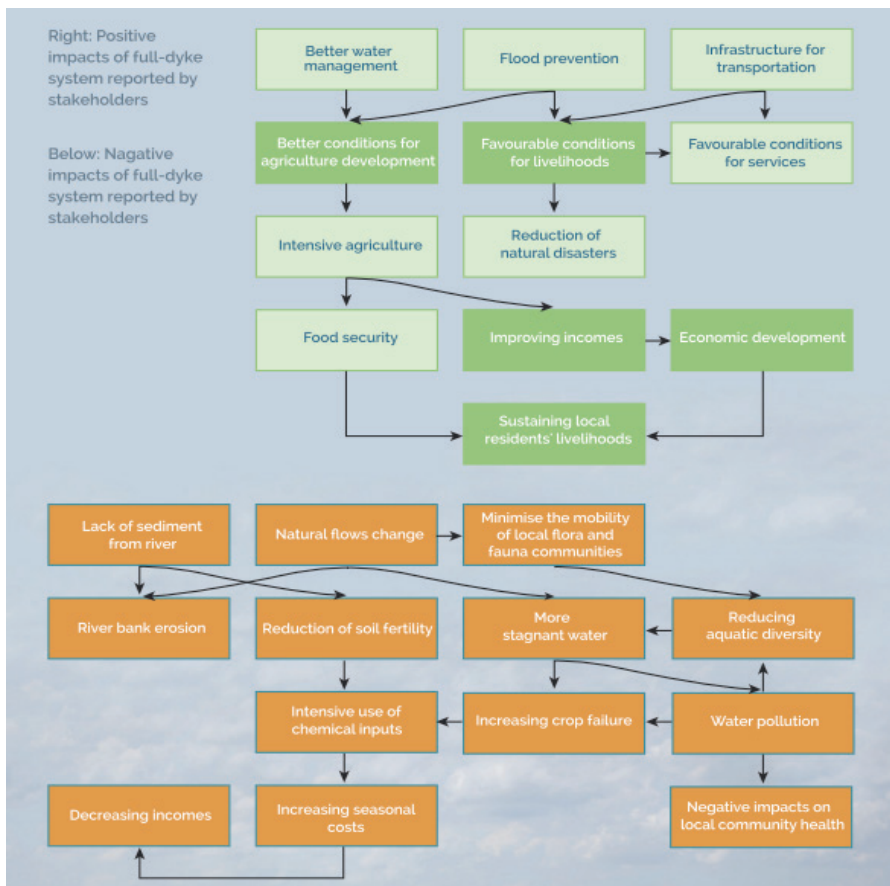 Right: Positive
impacts of full-dyke
system reported by
stakeholders
Below: Nagative
impacts of full-dyke
system reported by
stakeholders
Better water
management
Flood prevention
Infrastructure for
transportation
Better conditions for
agriculture development
Favourable conditions
for livelihoods
Favourable conditions
for services
Intensive agriculture
Reduction of
natural disasters
Food security
Improving incomes
Economic development
Sustaining local
residents' livelihoods
Lack of sediment
from river
Natural flows change
Minimise the mobility
of local flora and
fauna communities
River bank erosion
Reduction of soil fertility
More
stagnant water
Reducing
aquatic diversity
Intensive use of
chemical inputs
Increasing crop failure
Water pollution
Decreasing incomes
Increasing seasonal
costs
Negative impacts on
local community health